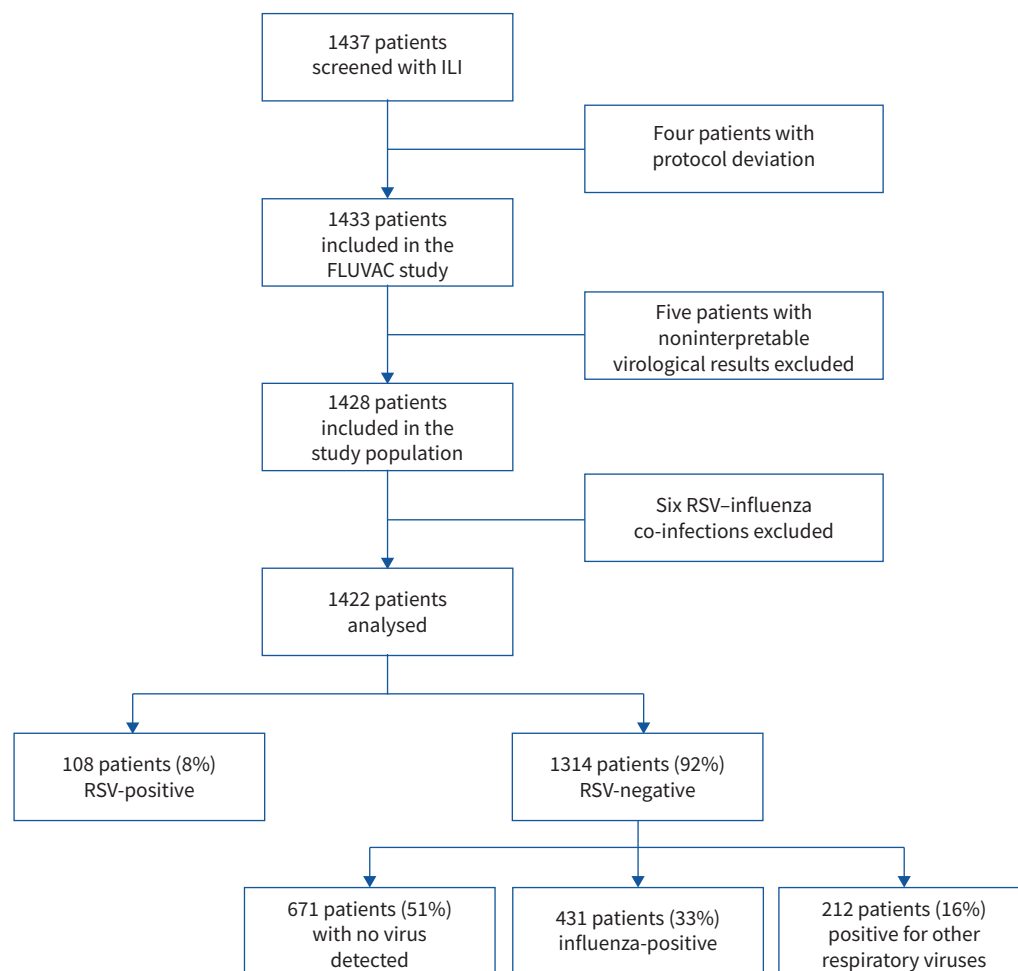 1437 patients
screened with ILI
Four patients with
protocol deviation
1433 patients
included in the
FLUVAC study
Five patients with
noninterpretable
virological results excluded
1428 patients
included in the
study population
Six RSV–influenza
co-infections excluded
1422 patients
analysed
108 patients (8%)
RSV-positive
1314 patients (92%)
RSV-negative
671 patients (51%)
with no virus
detected
431 patients (33%)
influenza-positive
212 patients (16%)
positive for other
respiratory viruses